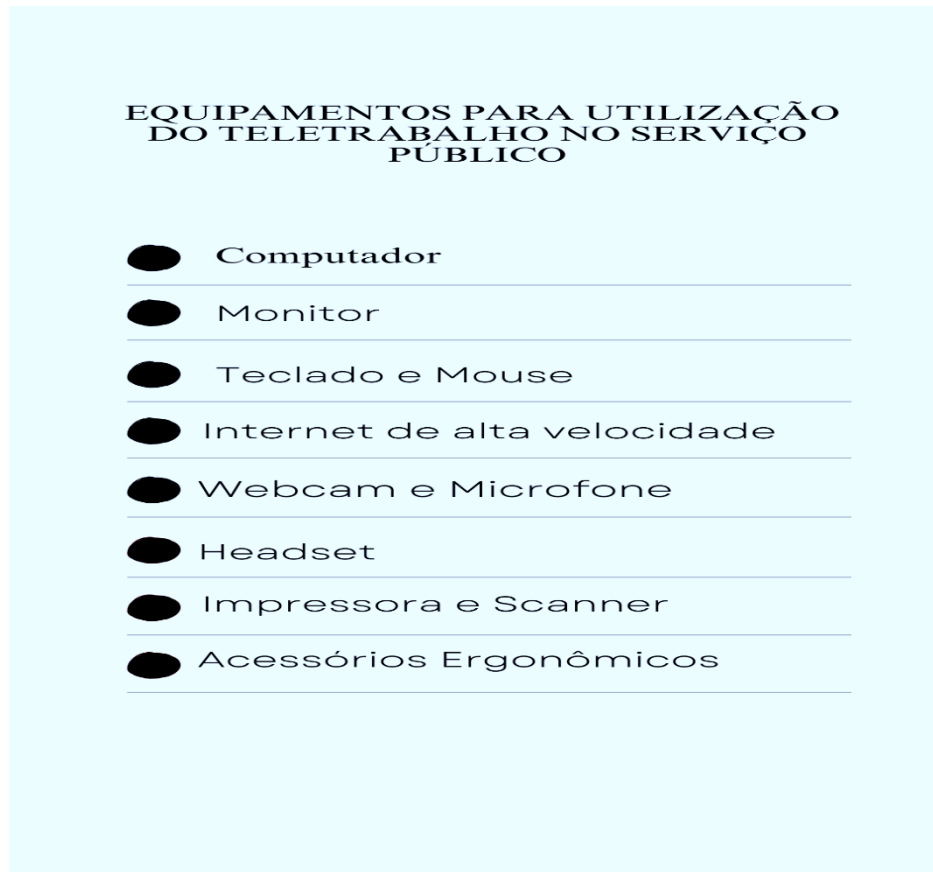 EQUIPAMENTOS PARA UTILIZAÇÃO
DO TELETRABALHO NO SERVIÇO
PÚBLICO
Computador
Monitor
Teclado e Mouse
Internet de alta velocidade
Webcam e Microfone
Headset
Impressora e Scanner
Acessórios Ergonômicos